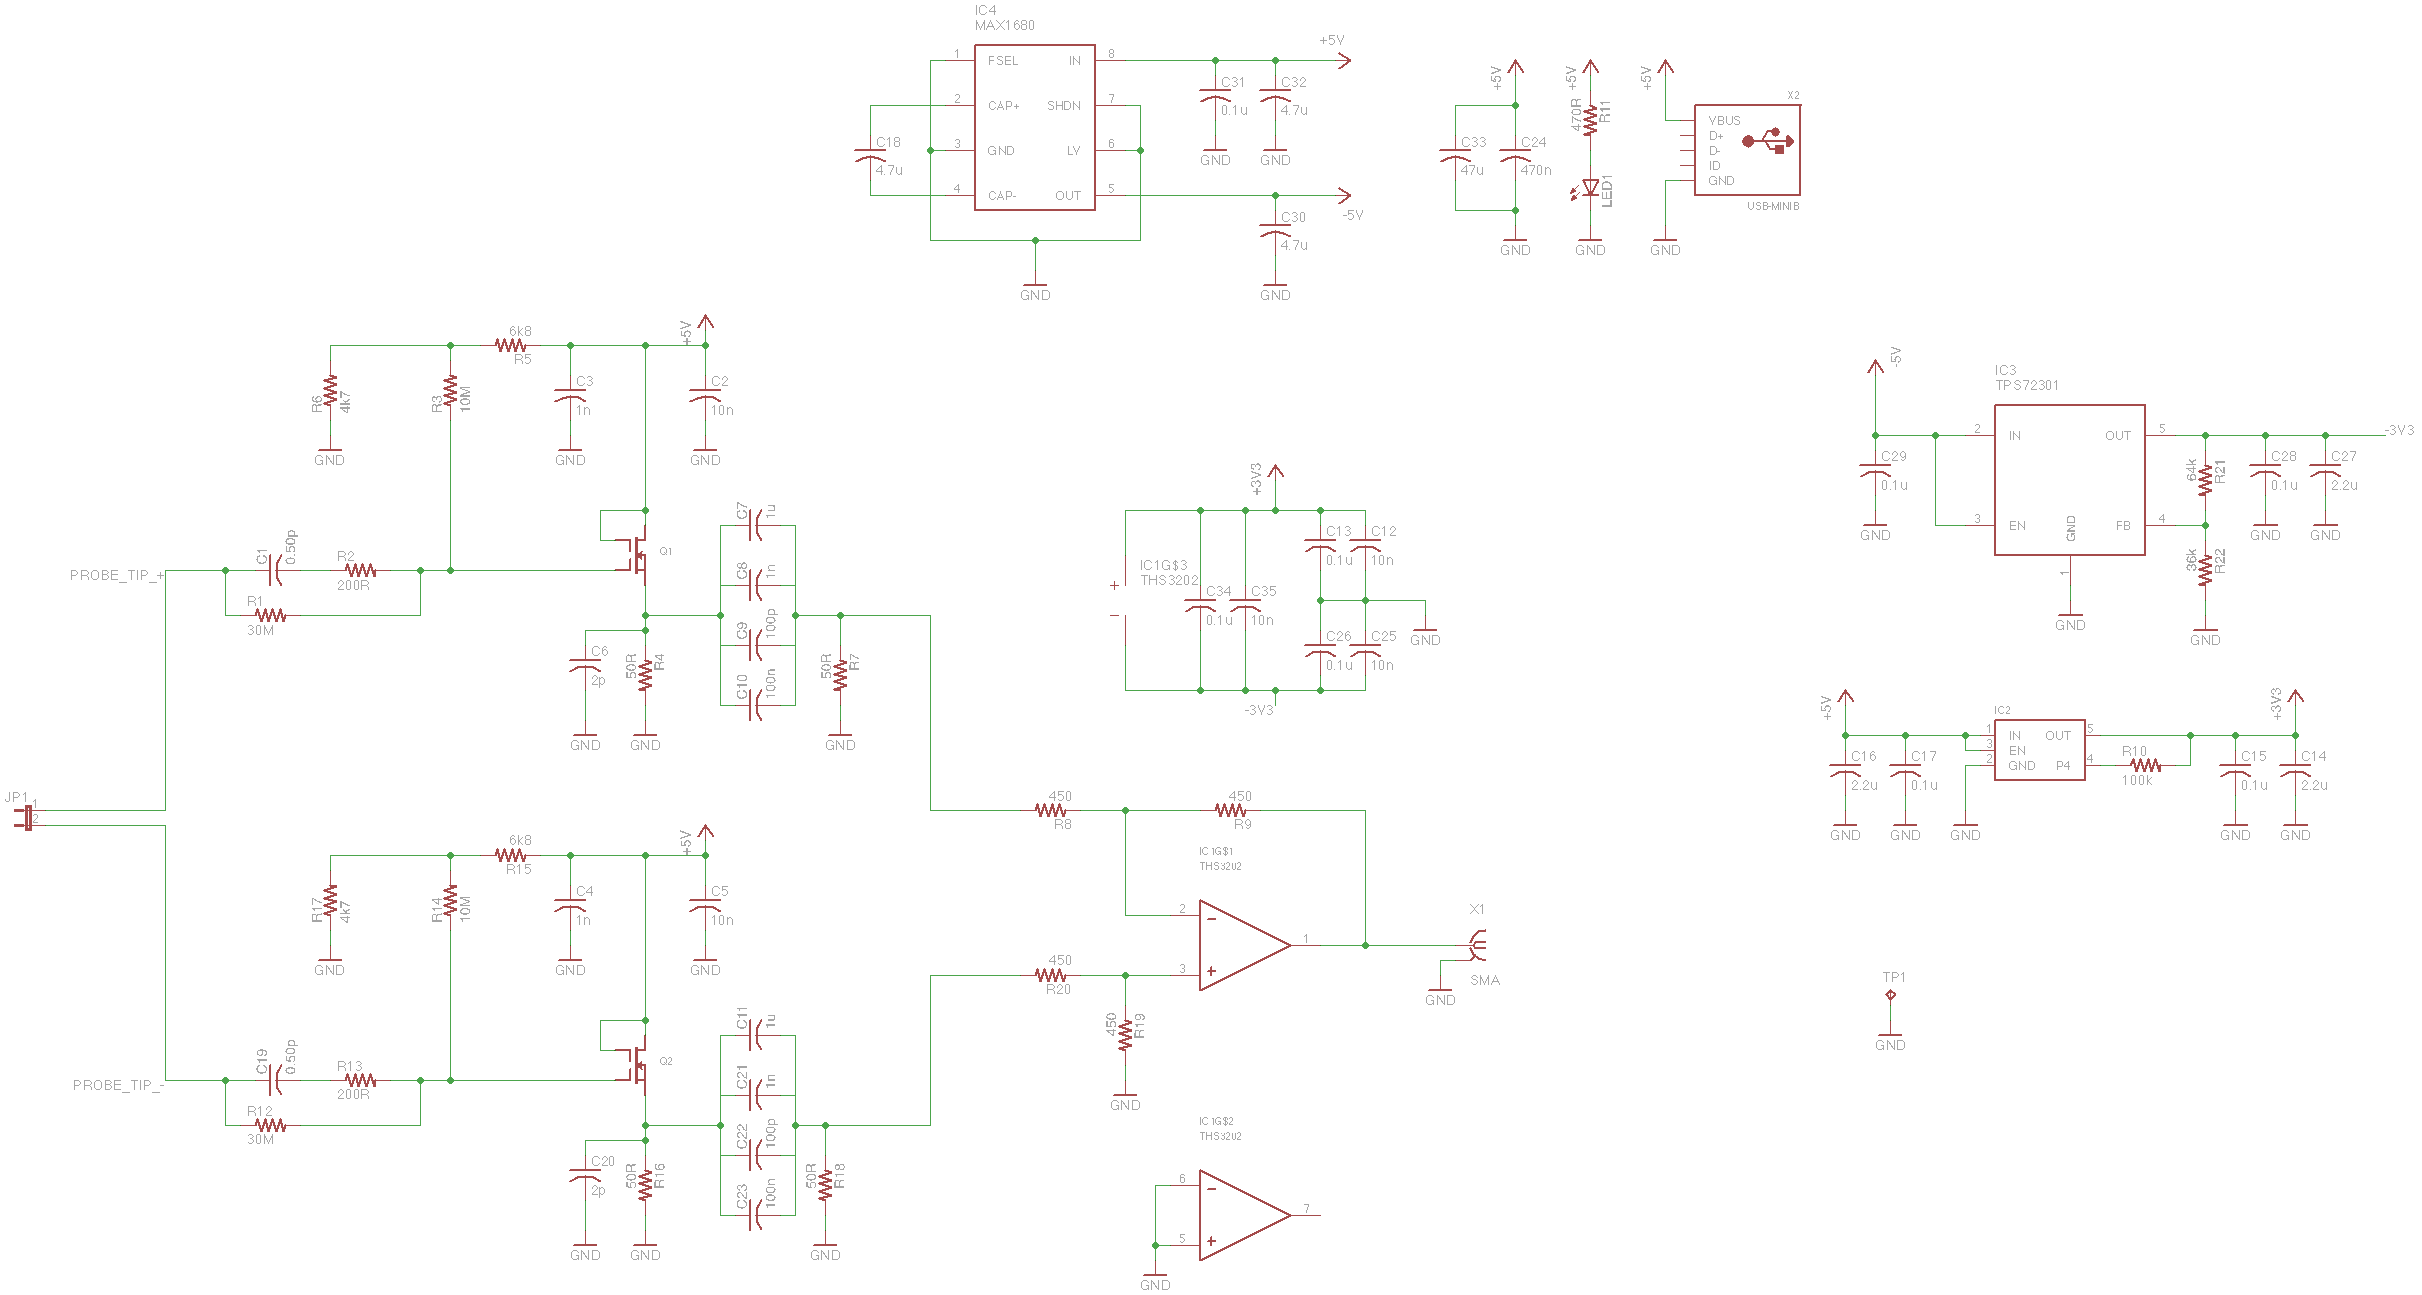 IC4
MAX1680
1
FSEL
IN
8
2
CAP+
SHDN
7
3
GND
LV
6
4
CAP-
OUT
5
C18
4.7u
GND
+5V
C31
0.1u
GND
C32
4.7u
GND
-5V
C30
4.7u
GND
+5V
C33
47u
C24
470n
GND
+5V
470R
R11
LED1
GND
+5V
X2
VBUS
D+
D-
ID
GND
USB-MINIB
GND
6k8
R5
+5V
R6
4k7
GND
R3
10M
C3
1n
GND
C2
10n
GND
PROBE_TIP_+
C1
0.50p
R2
200R
R1
30M
Q1
C6
2p
GND
50R
R4
GND
C7
1u
C8
1n
C9
100p
C10
100n
50R
R7
GND
+3V3
IC1G$3
THS3202
+
-
C34
0.1u
C35
10n
C13
0.1u
C12
10n
GND
C26
0.1u
C25
10n
-3V3
-5V
IC3
TPS72301
C29
0.1u
GND
2
IN
3
EN
GND
1
GND
OUT
5
FB
4
-3V3
64k
R21
36k
R22
GND
C28
0.1u
GND
C27
2.2u
GND
+5V
C16
2.2u
GND
C17
0.1u
GND
IC2
1
IN
3
EN
2
GND
OUT
5
P4
4
GND
R10
100k
+3V3
C15
0.1u
GND
C14
2.2u
GND
JP1
1
2
6k8
R15
+5V
R17
4k7
GND
R14
10M
C4
1n
GND
C5
10n
GND
PROBE_TIP_-
C19
0.50p
R13
200R
R12
30M
Q2
C20
2p
GND
50R
R16
GND
C11
1u
C21
1n
C22
100p
C23
100n
50R
R18
GND
450
R8
450
R9
IC1G$1
THS3202
2
-
3
+
1
450
R20
450
R19
GND
X1
SMA
GND
TP1
GND
IC1G$2
THS3202
6
-
5
+
7
GND